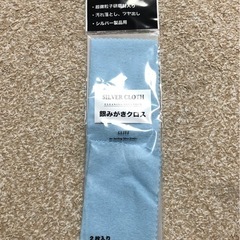 ・超微粒子研磨剤入り
・汚れ落とし、ツヤ出し
・シルバー製品用
SILVER CLOTH
銀みがきクロス
2枚入り